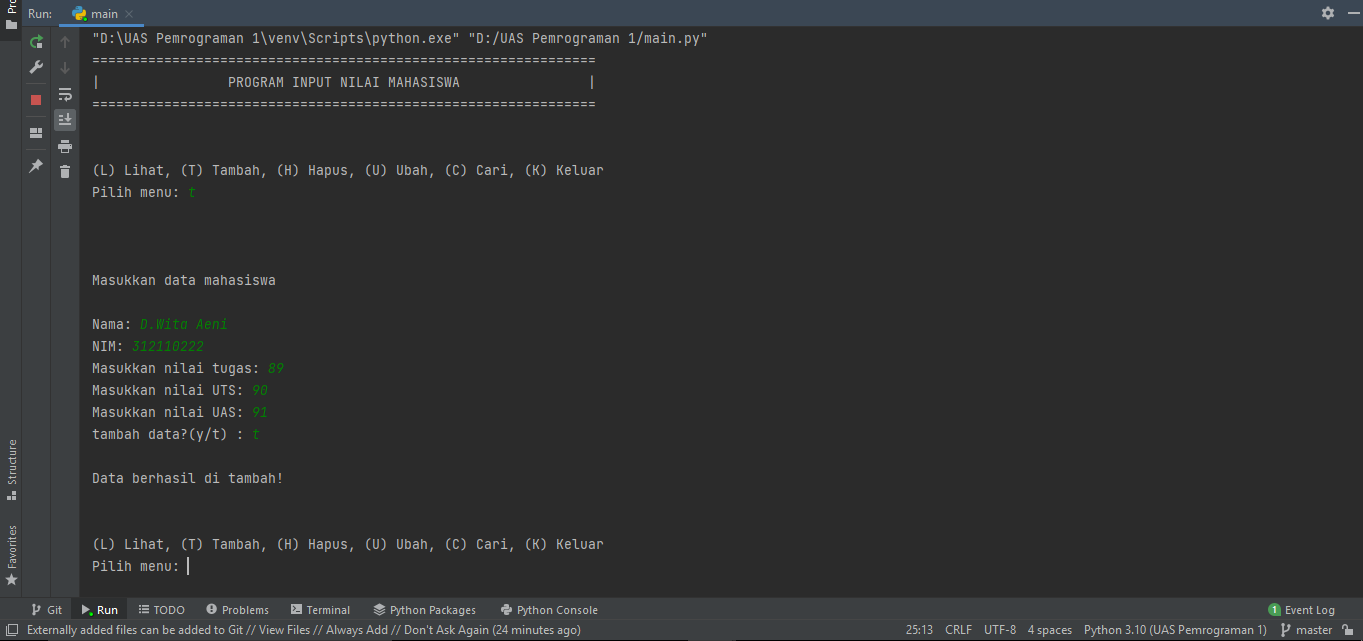 Run: main
"D:\UAS Pemrograman 1\venv\Scripts\python.exe" "D:/UAS Pemrograman 1/main.py"
===============================================================
| PROGRAM INPUT NILAI MAHASISWA |
===============================================================
(L) Lihat, (T) Tambah, (H) Hapus, (U) Ubah, (C) Cari, (K) Keluar
Pilih menu: t
Masukkan data mahasiswa
Nama: D.Wita Aeni
NIM: 312110222
Masukkan nilai tugas: 89
Masukkan nilai UTS: 90
Masukkan nilai UAS: 91
tambah data?(y/t) : t
Data berhasil di tambah!
(L) Lihat, (T) Tambah, (H) Hapus, (U) Ubah, (C) Cari, (K) Keluar
Pilih menu:
Structure
Favorites
Git Run TODO Problems Terminal Python Packages Python Console 1 Event Log
Externally added files can be added to Git // View Files // Always Add // Don't Ask Again (24 minutes ago) 25:13 CRLF UTF-8 4 spaces Python 3.10 (UAS Pemrograman 1) master